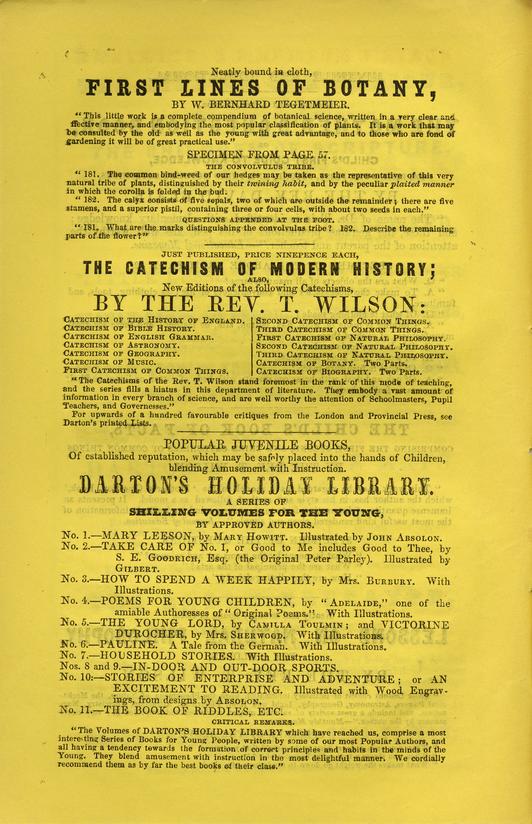 Neatly bound in cloth,
FIRST LINES OF BOTANY,
BY W. BERNHARD TEGETMEIER.
"This little work is a complete compendium of botanical science, written in a very clear and
effective manner, and embodying the most popular classification of plants. It is a work that may
be consulted by the old as well as the young with great advantage, and to those who are fond of
gardening it will be of great practical use."
SPECIMEN FROM PAGE 57.
THE CONVOLVULUS TRIBE.
"181. The common bind-weed of our hedges may be taken as the representative of this very
natural tribe of plants, distinguished by their twining habit, and by the peculiar plaited manner
in which the corolla is folded in the bud.
"182. The calyx consists of five sepals, two of which are outside the remainder; there are five
stamens, and a superior pistil, containing three or four cells, with about two seeds in each."
QUESTIONS APPENDED AT THE FOOT.
"181. What are the marks distinguishing the convolvulus tribe? 182. Describe the remaining
parts of the flower?"
JUST PUBLISHED, PRICE NINEPENCE EACH,
THE CATECHISM OF MODERN HISTORY;
ALSO,
New Editions of the following Catechisms,
BY THE REV. T. WILSON:
CATECHISM OF THE HISTORY OF ENGLAND.
CATECHISM OF BIBLE HISTORY.
CATECHISM OF ENGLISH GRAMMAR.
CATECHISM OF ASTRONOMY.
CATECHISM OF GEOGRAPHY.
CATECHISM OF MUSIC.
FIRST CATECHISM OF COMMON THINGS.
SECOND CATECHISM OF COMMON THINGS.
THIRD CATECHISM OF COMMON THINGS.
FIRST CATECHISM OF NATURAL PHILOSOPHY.
SECOND CATECHISM OF NATURAL PHILOSOPHY.
THIRD CATECHISM OF NATURAL PHILOSOPHY.
CATECHISM OF BOTANY. Two Parts.
CATECHISM OF BIOGRAPHY. Two Parts.
"The Catechisms of the Rev. T. Wilson stand foremost in the rank of this mode of teaching,
and the series fills a hiatus in this department of literature. They embody a vast amount of
information in every branch of science, and are well worthy the attention of Schoolmasters, Pupil
Teachers, and Governesses."
For upwards of a hundred favourable critiques from the London and Provincial Press, see
Darton's printed Lists.
POPULAR JUVENILE BOOKS,
Of established reputation, which may be safely placed into the hands of Children,
blending Amusement with Instruction.
DARTON'S HOLIDAY LIBRARY.
A SERIES OF
SHILLING VOLUMES FOR THE YOUNG,
BY APPROVED AUTHORS.
No. 1.—MARY LEESON, by MARY HOWITT. Illustrated by JOHN ABSOLON.
No. 2.—TAKE CARE OF No. 1, or Good to Me includes Good to Thee, by
S. E. GOODRICH, Esq. (the Original Peter Parley). Illustrated by
GILBERT.
No. 3.—HOW TO SPEND A WEEK HAPPILY, by Mrs. BURBURY. With
Illustrations.
No. 4.—POEMS FOR YOUNG CHILDREN, by "ADELAIDE," one of the
amiable Authoresses of "Original Poems." With Illustrations.
No. 5.—THE YOUNG LORD, by CAMILLA TOULMIN; and VICTORINE
DUROCHER, by Mrs. SHERWOOD. With Illustrations.
No. 6.—PAULINE. A Tale from the German. With Illustrations.
No. 7.—HOUSEHOLD STORIES. With Illustrations.
Nos. 8 and 9.—IN-DOOR AND OUT-DOOR SPORTS.
No. 10:—STORIES OF ENTERPRISE AND ADVENTURE; or AN
EXCITEMENT TO READING. Illustrated with Wood Engrav-
ings, from designs by ABSOLON.
No. 11.—THE BOOK OF RIDDLES, ETC.
CRITICAL REMARKS.
"The Volumes of DARTON'S HOLIDAY LIBRARY which have reached us, comprise a most
interesting Series of Books for Young People, written by some of our most Popular Authors, and
all having a tendency towards the formation of correct principles and habits in the minds of the
Young. They blend amusement with instruction in the most delightful manner. We cordially
recommend them as by far the best books of their class."